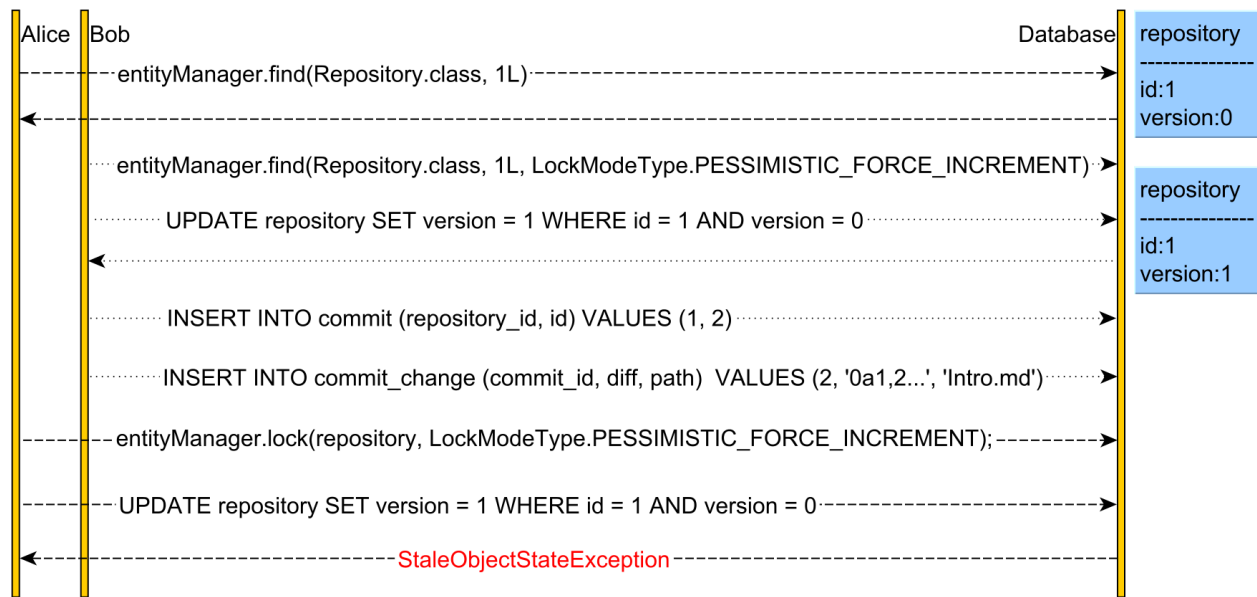 Alice
Bob
Database
repository
---------------
id:1
version:0
entityManager.find(Repository.class, 1L)
entityManager.find(Repository.class, 1L, LockModeType.PESSIMISTIC_FORCE_INCREMENT)
repository
---------------
id:1
version:1
UPDATE repository SET version = 1 WHERE id = 1 AND version = 0
INSERT INTO commit (repository_id, id) VALUES (1, 2)
INSERT INTO commit_change (commit_id, diff, path)  VALUES (2, '0a1,2...', 'Intro.md')
entityManager.lock(repository, LockModeType.PESSIMISTIC_FORCE_INCREMENT);
UPDATE repository SET version = 1 WHERE id = 1 AND version = 0
StaleObjectStateException